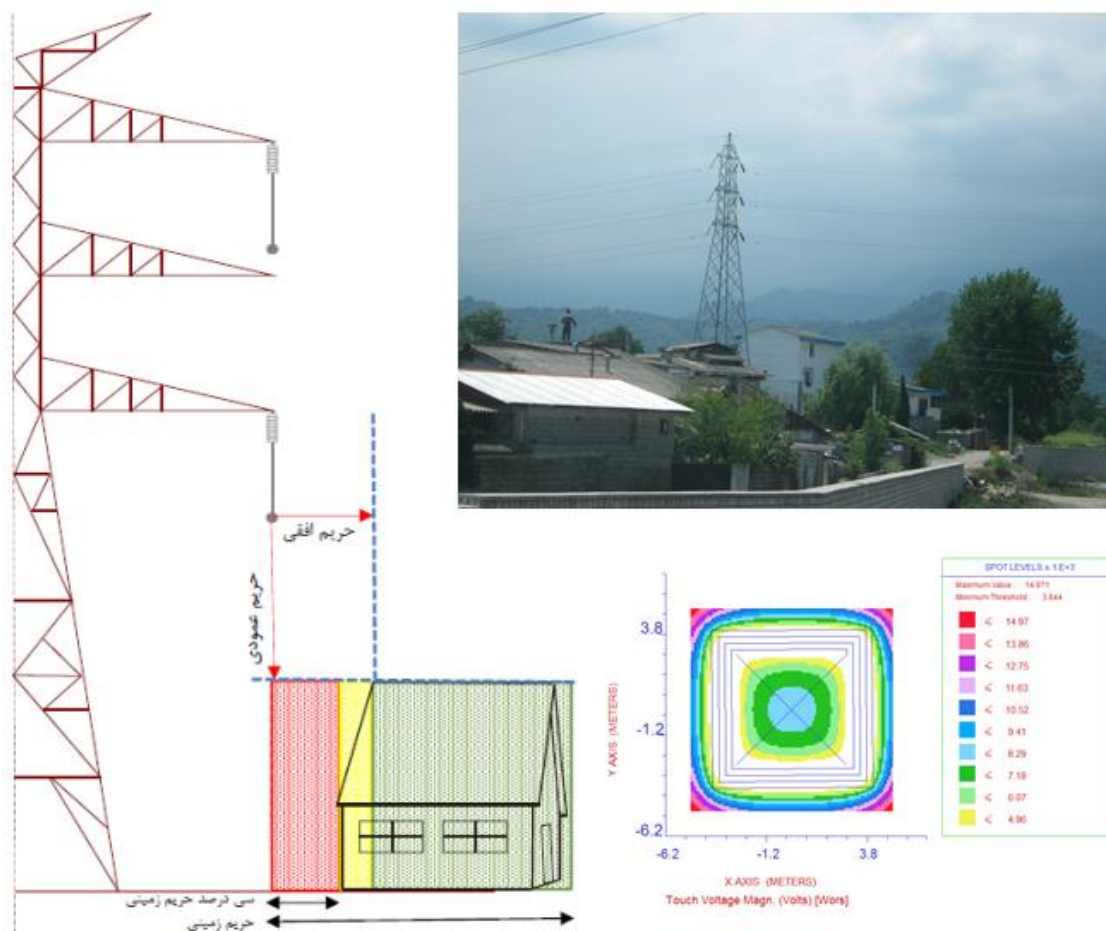 حریم افقی
حریم عمودی
سی درصد حریم زمینی
حریم زمینی
SPOT LEVELS x 1.E+3
Maximum Value : 14.971
Minimum Threshold : 3.844
< 14.97
< 13.86
< 12.75
< 11.63
< 10.52
< 9.41
< 8.29
< 7.18
< 6.07
< 4.96
Y AXIS (METERS)
3.8
-1.2
-6.2
-6.2
-1.2
3.8
X AXIS (METERS)
Touch Voltage Magn. (Volts) [Wors]